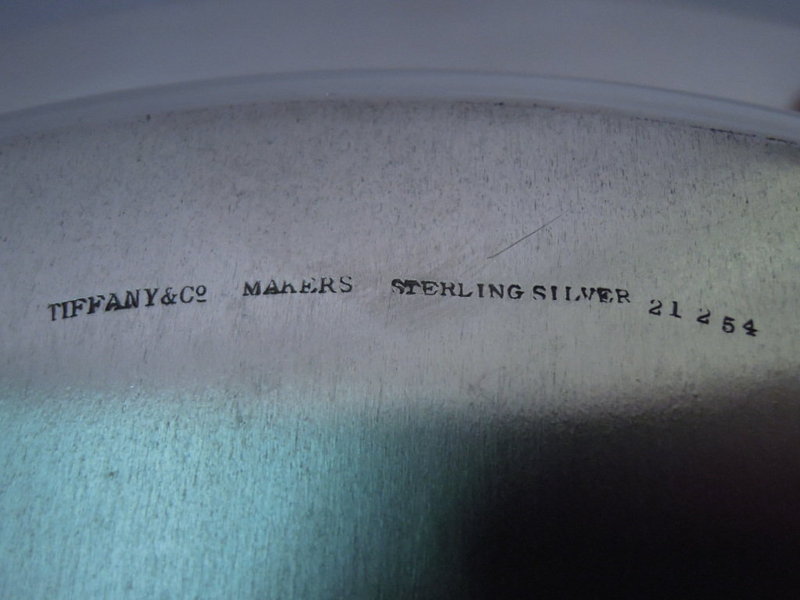 TIFFANY & Co MAKERS STERLING SILVER 21254